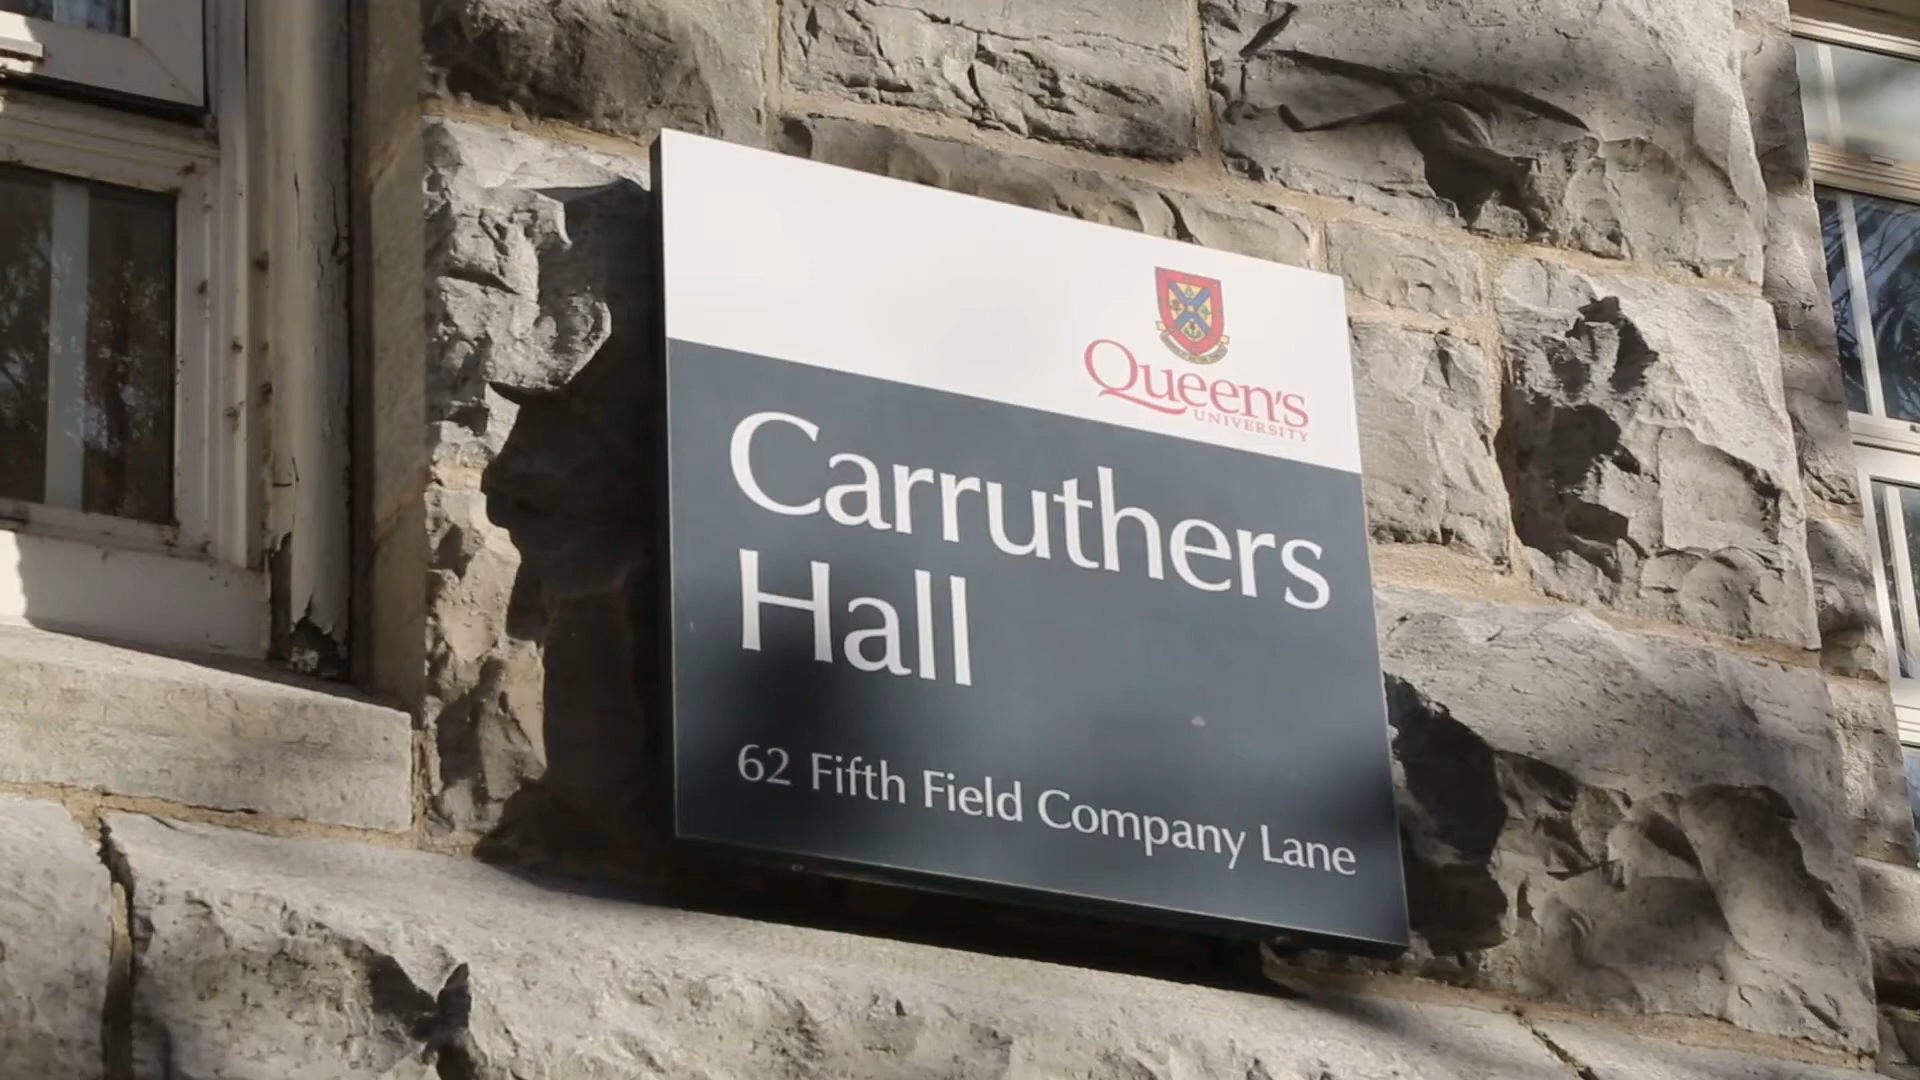 Queen's
UNIVERSITY
Carruthers
Hall
62 Fifth Field Company Lane